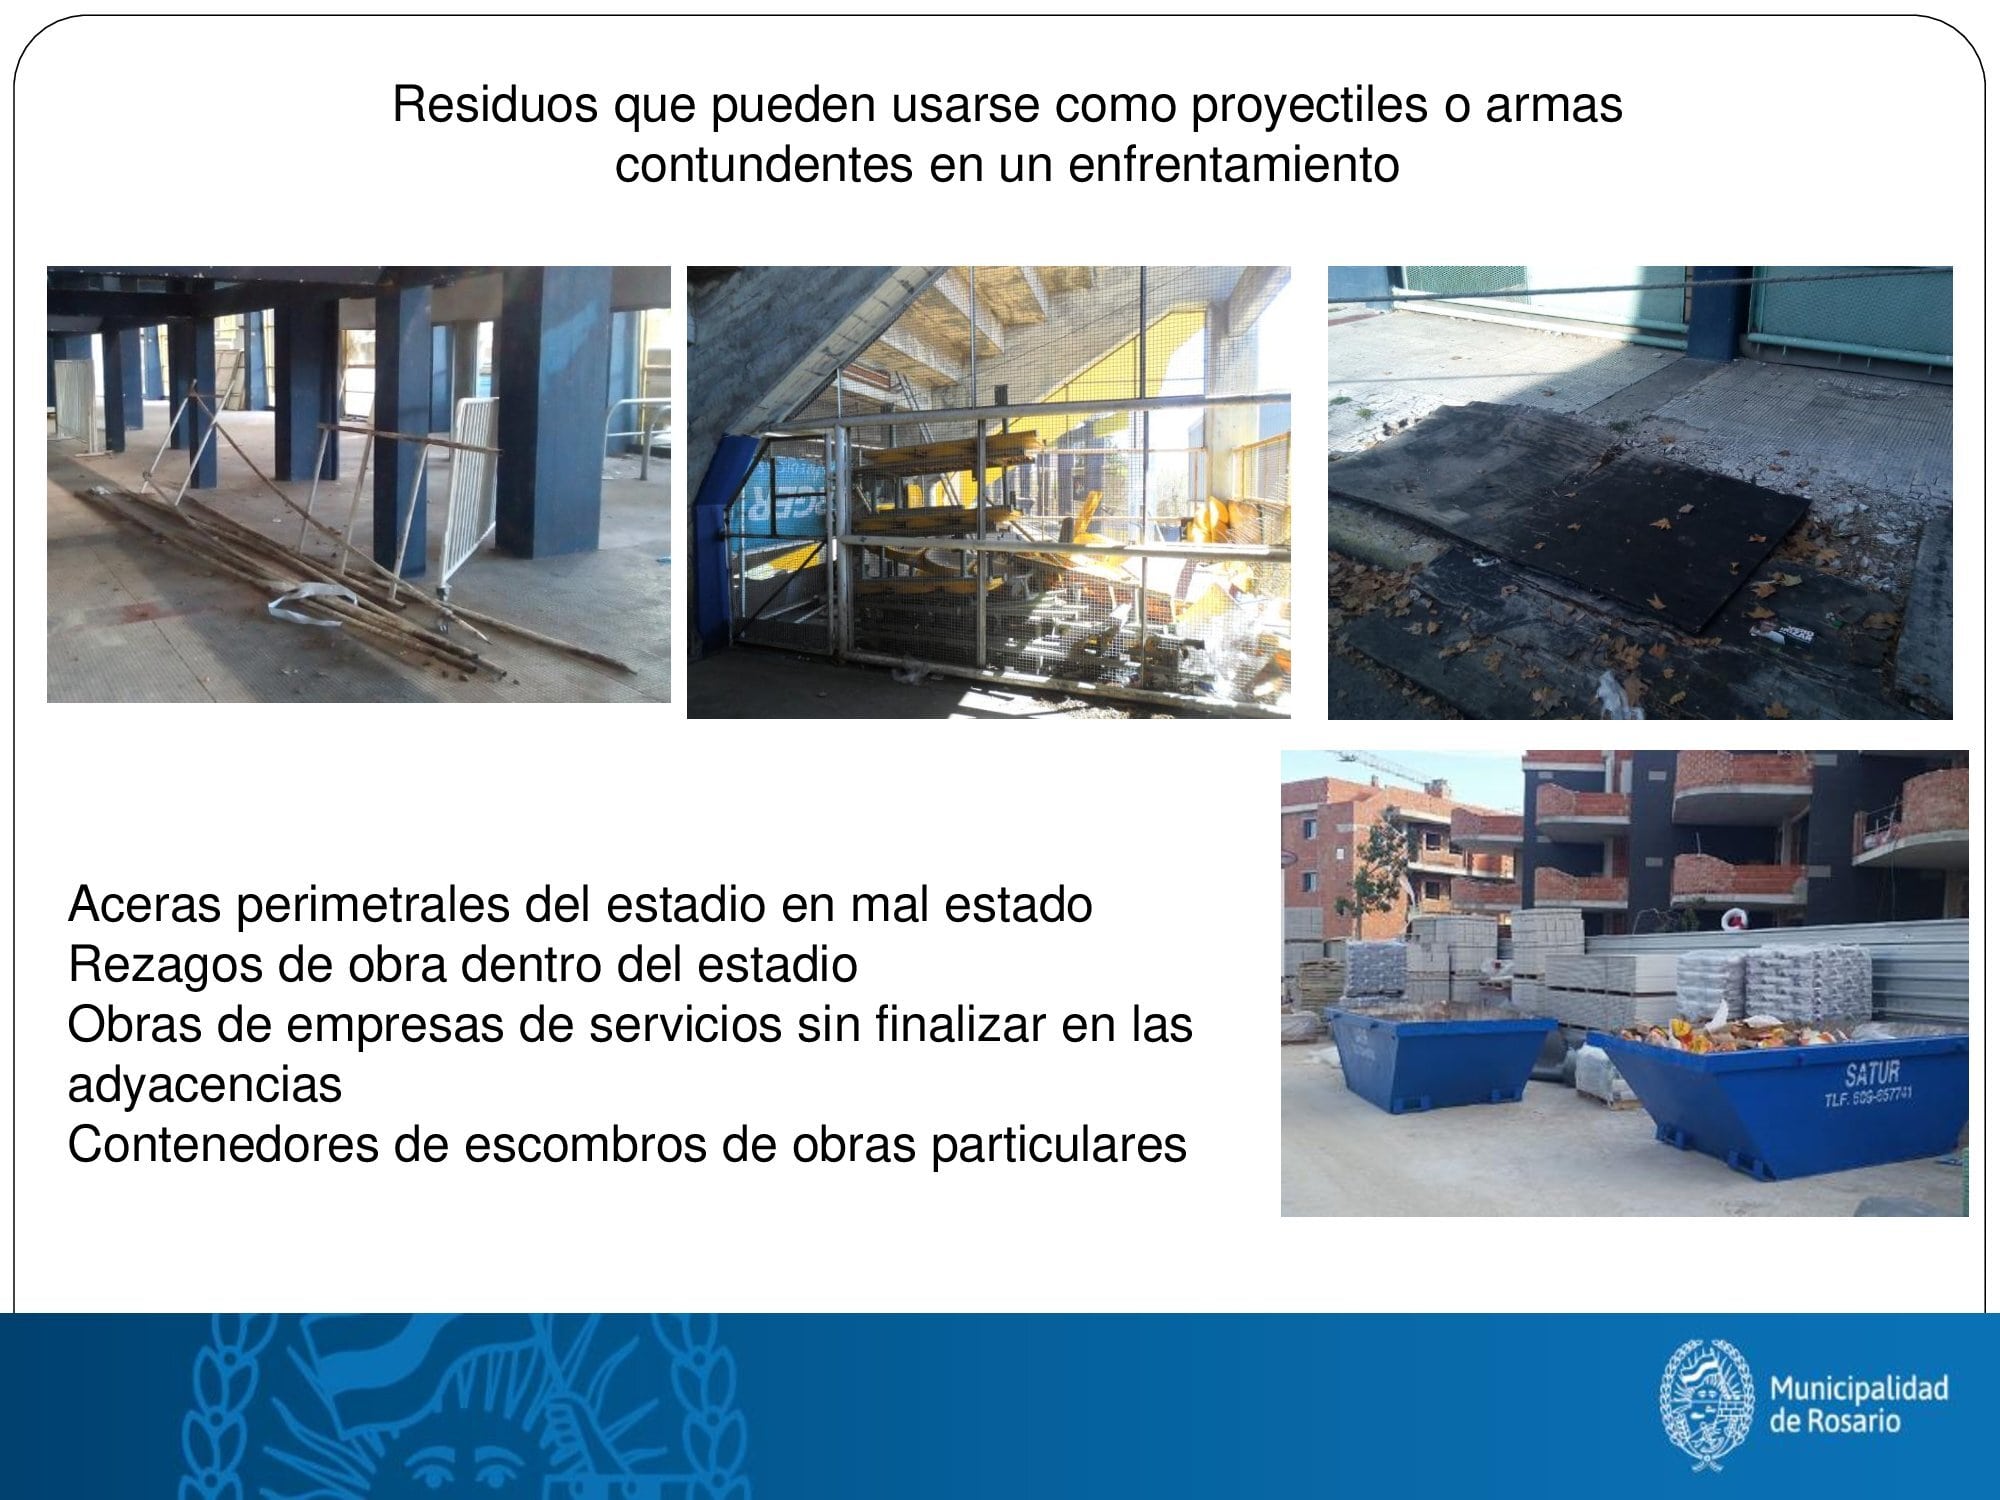 Residuos que pueden usarse como proyectiles o armas
contundentes en un enfrentamiento
Aceras perimetrales del estadio en mal estado
Rezagos de obra dentro del estadio
Obras de empresas de servicios sin finalizar en las
adyacencias
Contenedores de escombros de obras particulares
SATUR
TLF.
Municipalidad
de Rosario